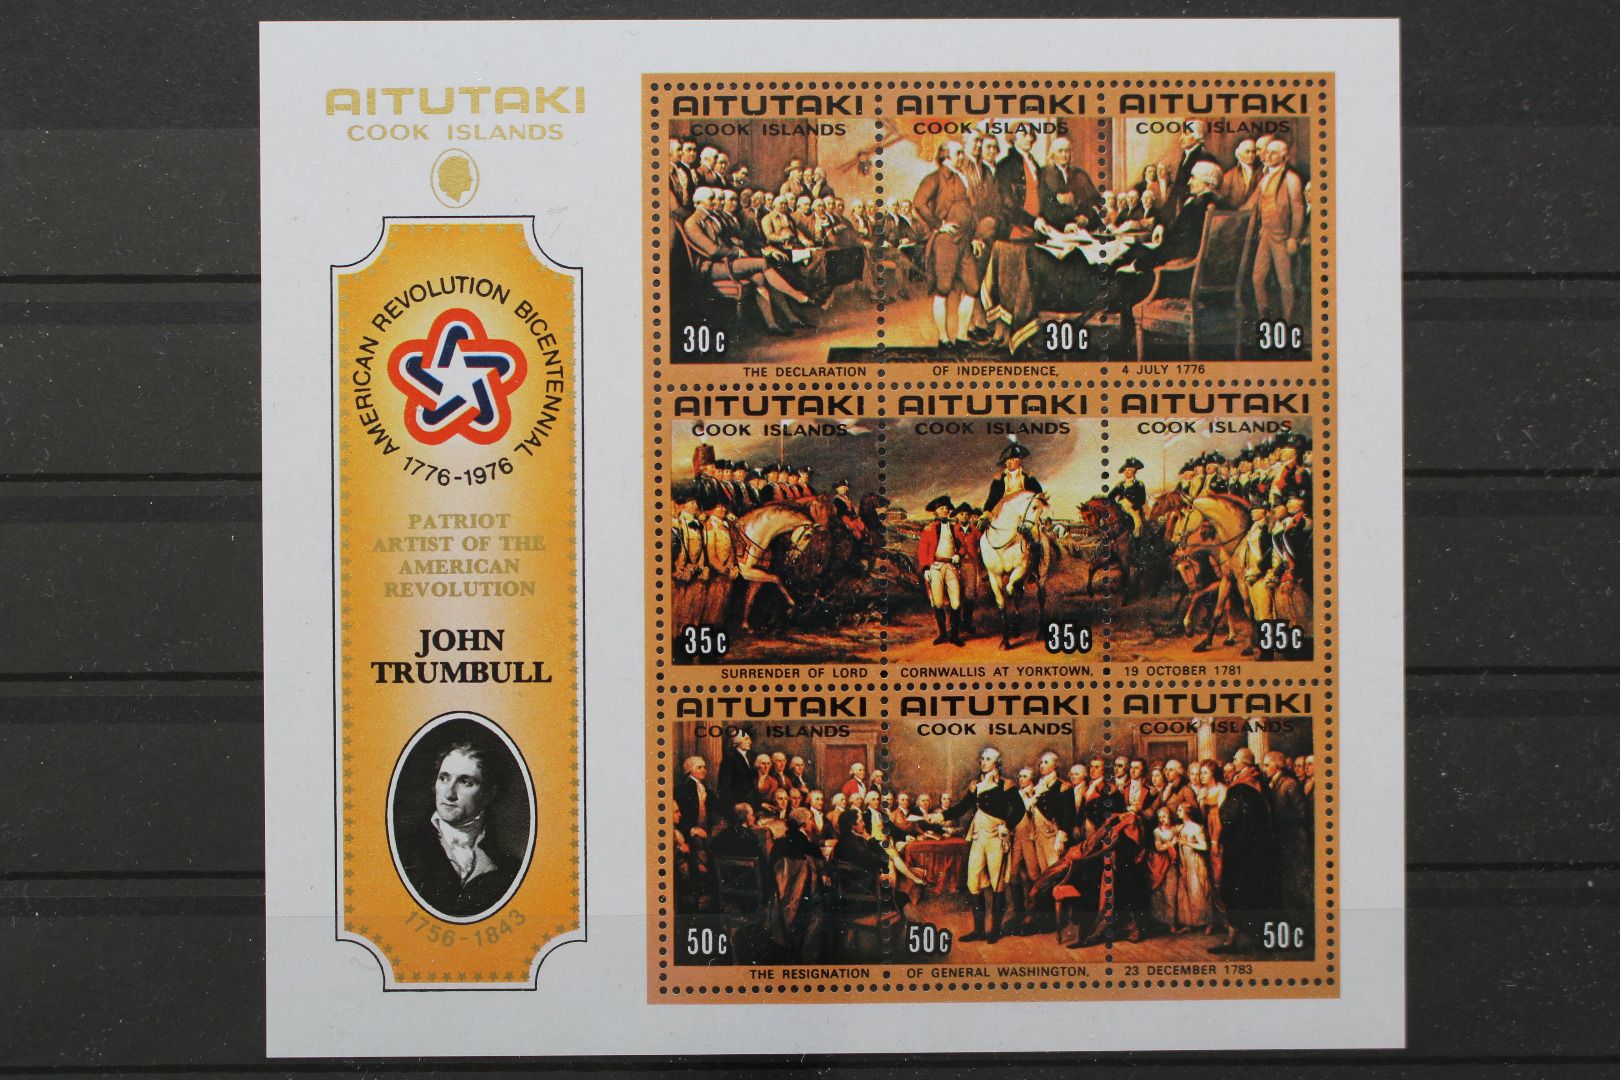 AITUTAKI
COOK ISLANDS
AMERICAN REVOLUTION BICENTENNIAL
1776-1976
PATRIOT
ARTIST OF THE
AMERICAN
REVOLUTION
JOHN
TRUMBULL
1756-1843
AITUTAKI AITUTAKI AITUTAKI
COOK ISLANDS COOK ISLANDS COOK ISLANDS
30c 30c 30c
THE DECLARATION OF INDEPENDENCE, 4 JULY 1776
AITUTAKI AITUTAKI AITUTAKI
COOK ISLANDS COOK ISLANDS COOK ISLANDS
35c 35c 35c
SURRENDER OF LORD CORNWALLIS AT YORKTOWN, 19 OCTOBER 1781
AITUTAKI AITUTAKI AITUTAKI
COOK ISLANDS COOK ISLANDS COOK ISLANDS
50c 50c 50c
THE RESIGNATION OF GENERAL WASHINGTON, 23 DECEMBER 1783